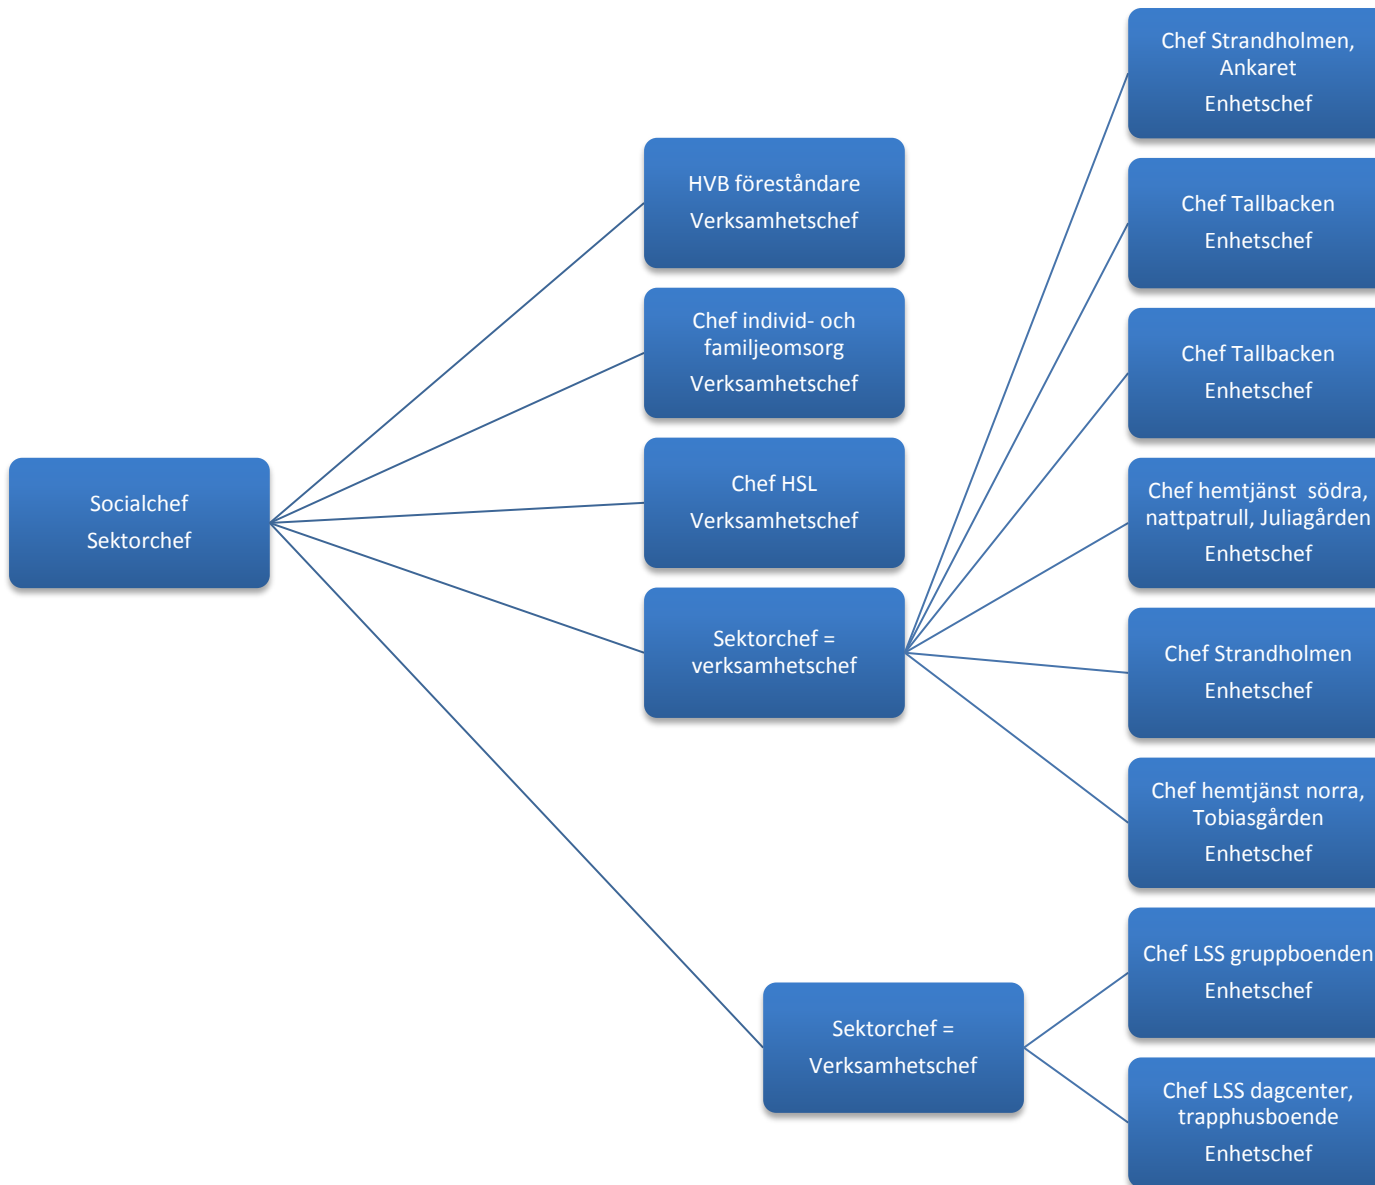 Socialchef
Sektorchef
HVB föreståndare
Verksamhetschef
Chef individ- och
familjeomsorg
Verksamhetschef
Chef HSL
Verksamhetschef
Sektorchef =
verksamhetschef
Sektorchef =
Verksamhetschef
Chef Strandholmen,
Ankaret
Enhetschef
Chef Tallbacken
Enhetschef
Chef Tallbacken
Enhetschef
Chef hemtjänst  södra,
nattpatrull, Juliagården
Enhetschef
Chef Strandholmen
Enhetschef
Chef hemtjänst norra,
Tobiasgården
Enhetschef
Chef LSS gruppboenden
Enhetschef
Chef LSS dagcenter,
trapphusboende
Enhetschef